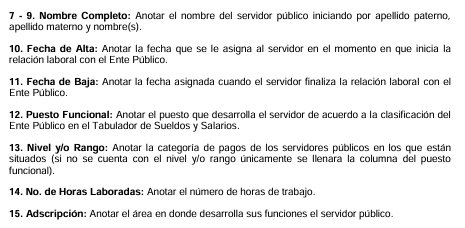 7 - 9. Nombre Completo: Anotar el nombre del servidor público iniciando por apellido paterno,
apellido materno y nombre(s).
10. Fecha de Alta: Anotar la fecha que se le asigna al servidor en el momento en que inicia la
relación laboral con el Ente Público.
11. Fecha de Baja: Anotar la fecha asignada cuando el servidor finaliza la relación laboral con el
Ente Público.
12. Puesto Funcional: Anotar el puesto que desarrolla el servidor de acuerdo a la clasificación del
Ente Público en el Tabulador de Sueldos y Salarios.
13. Nivel y/o Rango: Anotar la categoría de pagos de los servidores públicos en los que están
situados (si no se cuenta con el nivel y/o rango únicamente se llenara la columna del puesto
funcional).
14. No. de Horas Laboradas: Anotar el número de horas de trabajo.
15. Adscripción: Anotar el área en donde desarrolla sus funciones el servidor público.